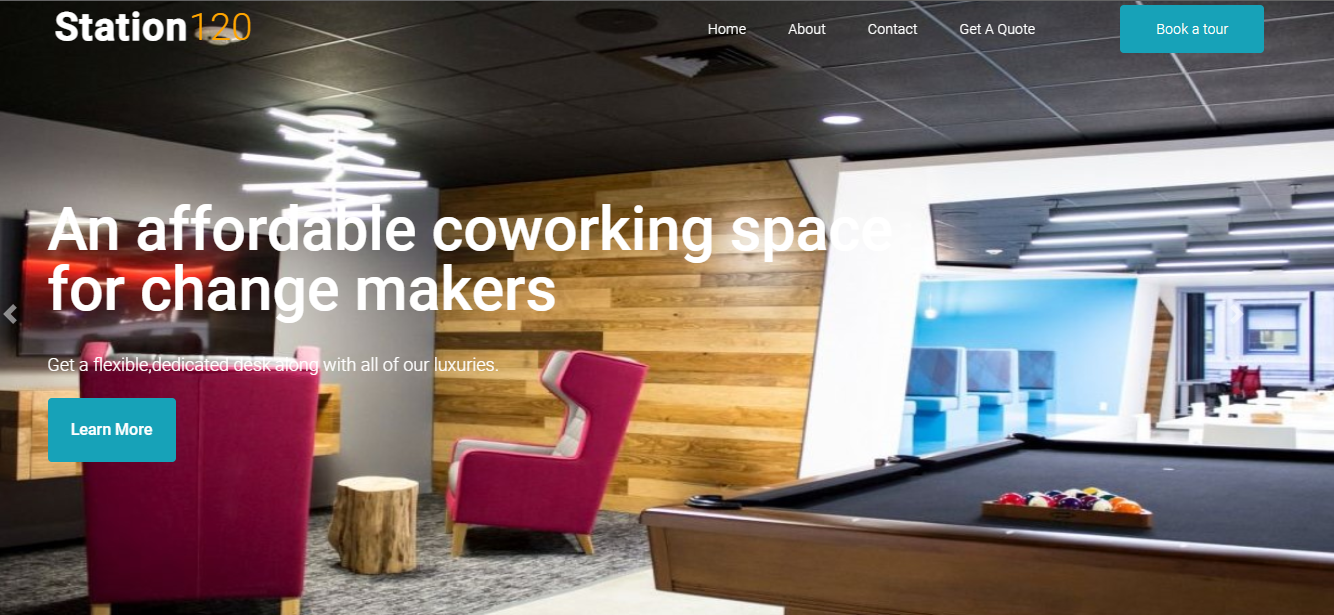 Station120
Home
About
Contact
Get A Quote
Book a tour
An affordable coworking space
for change makers
Get a flexible,dedicated desk along with all of our luxuries.
Learn More